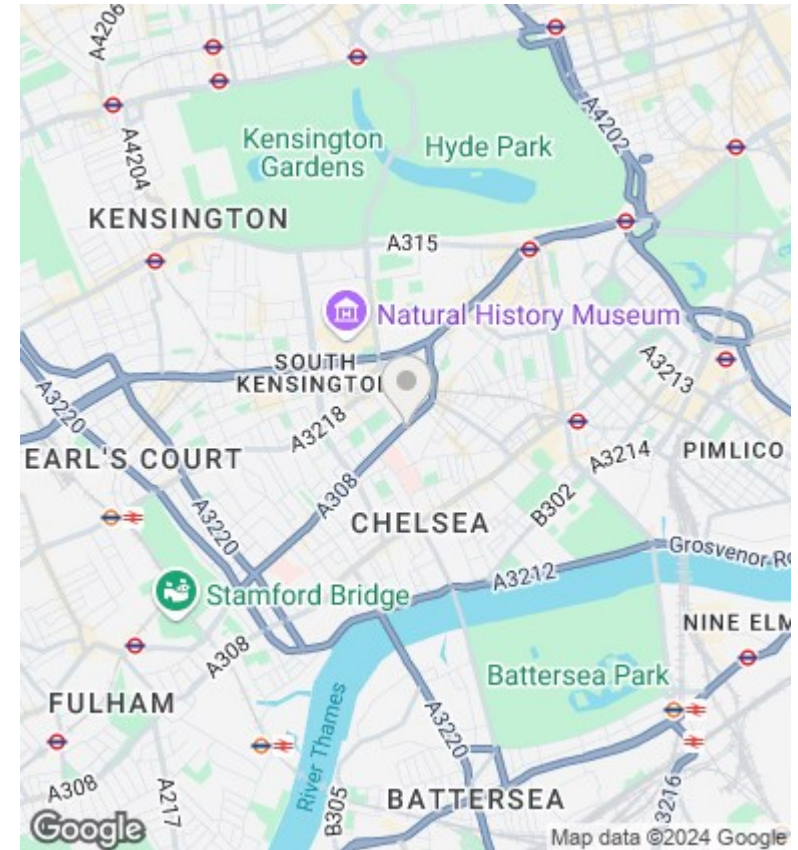 A4206
A4202
Kensington
Gardens
Hyde Park
A4204
KENSINGTON
A315
Natural History Museum
SOUTH
KENSINGTO
A3213
A3220
A3218
EARL'S COURT
A3214
PIMLICO
A308
B302
A3220
CHELSEA
Grosvenor R
A3212
Stamford Bridge
NINE ELM
A308
Battersea Park
FULHAM
River Thames
A3220
A308
A217
B305
BATTERSEA
A3216
Google
Map data ©2024 Google